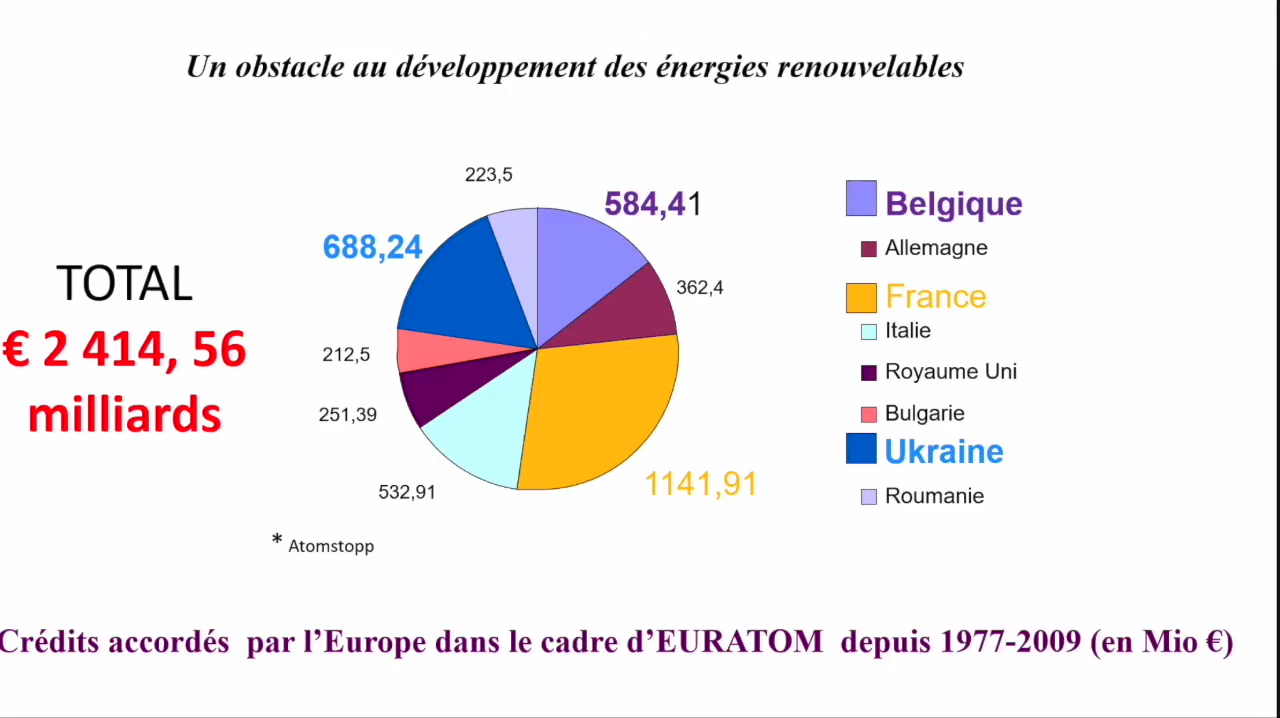 Un obstacle au développement des énergies renouvelables
223,5
584,41
688,24
362,4
212,5
251,39
532,91
1141,91
TOTAL
€ 2 414, 56
milliards
Belgique
Allemagne
France
Italie
Royaume Uni
Bulgarie
Ukraine
Roumanie
* Atomstopp
Crédits accordés par l’Europe dans le cadre d’EURATOM depuis 1977-2009 (en Mio €)